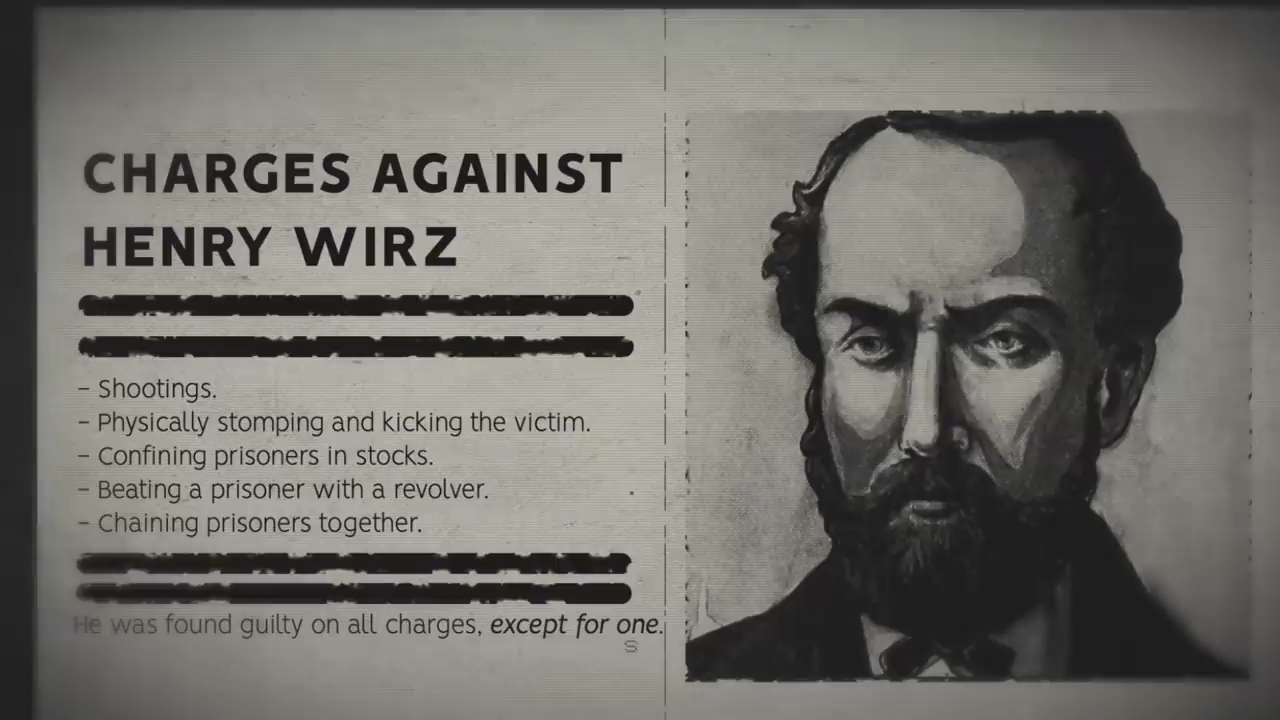 CHARGES AGAINST
HENRY WIRZ
– Shootings.
– Physically stomping and kicking the victim.
– Confining prisoners in stocks.
– Beating a prisoner with a revolver.
– Chaining prisoners together.
He was found guilty on all charges, except for one.
S